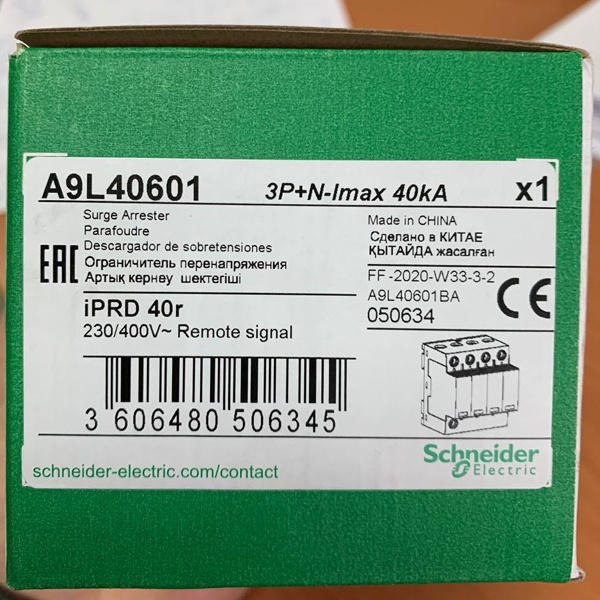 A9L40601 3P+N-Imax 40kA x1
Surge Arrester
Parafoudre
Descargador de sobretensiones
Ограничитель перенапряжения
Артық кернеу шектегіші
EAC
Made in CHINA
Сделано в КИТАЕ
ҚЫТАЙДА жасалған
FF-2020-W33-3-2
A9L40601BA
050634
CE
iPRD 40r
230/400V~ Remote signal
3 606480 506345
schneider-electric.com/contact
Schneider
Electric